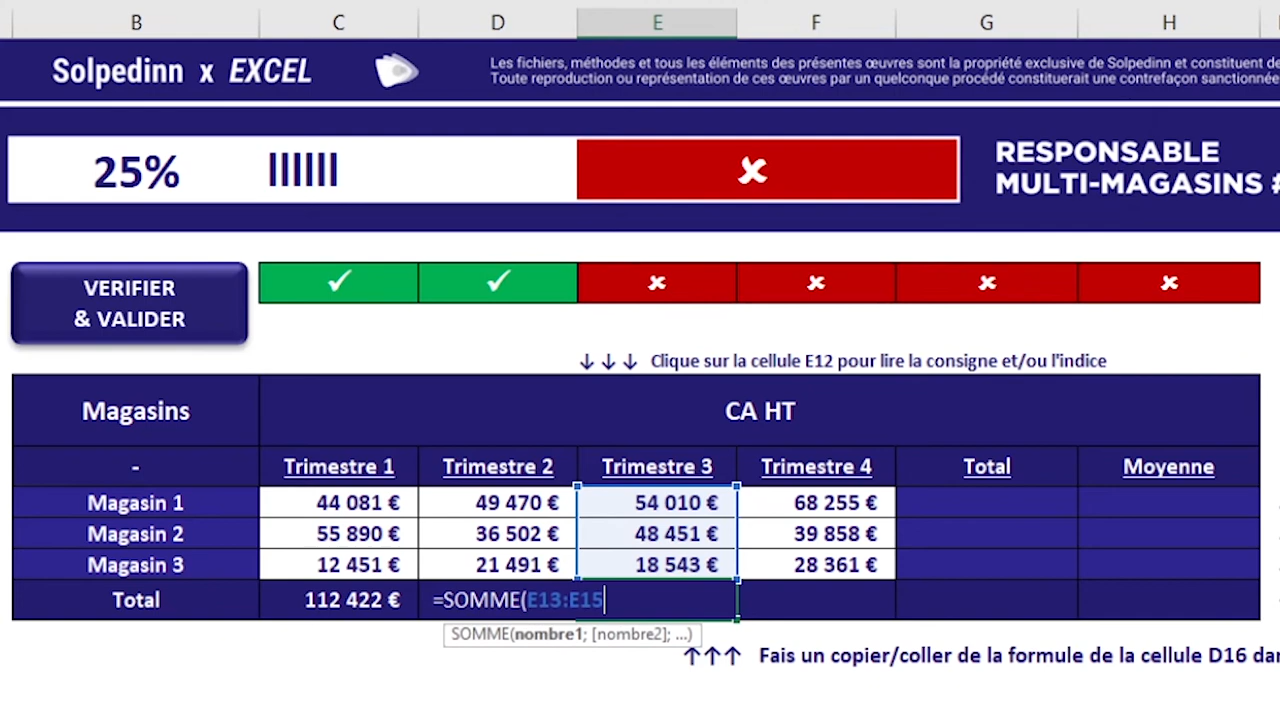 B C D E F G H
Solpedinn x EXCEL
Les fichiers, méthodes et tous les éléments des présentes œuvres sont la propriété exclusive de Solpedinn et constituent de
Toute reproduction ou représentation de ces œuvres par un quelconque procédé constituerait une contrefaçon sanctionnée
25% ✘
RESPONSABLE
MULTI-MAGASINS #
VERIFIER
& VALIDER
✓ ✓ ✘ ✘ ✘ ✘
↓ ↓ ↓ Clique sur la cellule E12 pour lire la consigne et/ou l'indice
Magasins CA HT
- Trimestre 1 Trimestre 2 Trimestre 3 Trimestre 4 Total Moyenne
Magasin 1 44 081 € 49 470 € 54 010 € 68 255 €
Magasin 2 55 890 € 36 502 € 48 451 € 39 858 €
Magasin 3 12 451 € 21 491 € 18 543 € 28 361 €
Total 112 422 € =SOMME(E13:E15
SOMME(nombre1; [nombre2]; ...)
↑↑↑ Fais un copier/coller de la formule de la cellule D16 dan